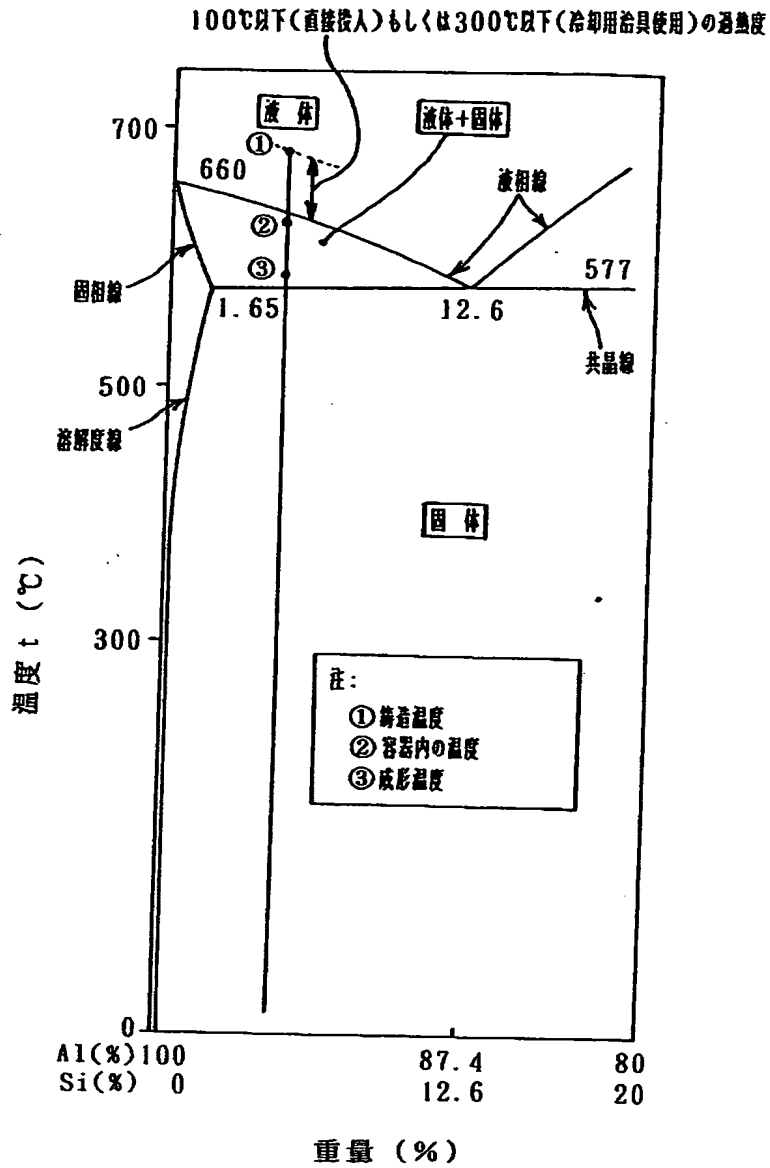 100℃以下(直接投入)もしくは300℃以下(冷却用治具使用)の過熱度
700
液体
液体+固体
①
660
液相線
②
③
577
固相線
1.65
12.6
共晶線
500
溶解度線
固体
温度t(℃)
300
注:
①鋳造温度
②容器内の温度
③成形温度
0
Al(%)100 87.4 80
Si(%) 0 12.6 20
重量(%)